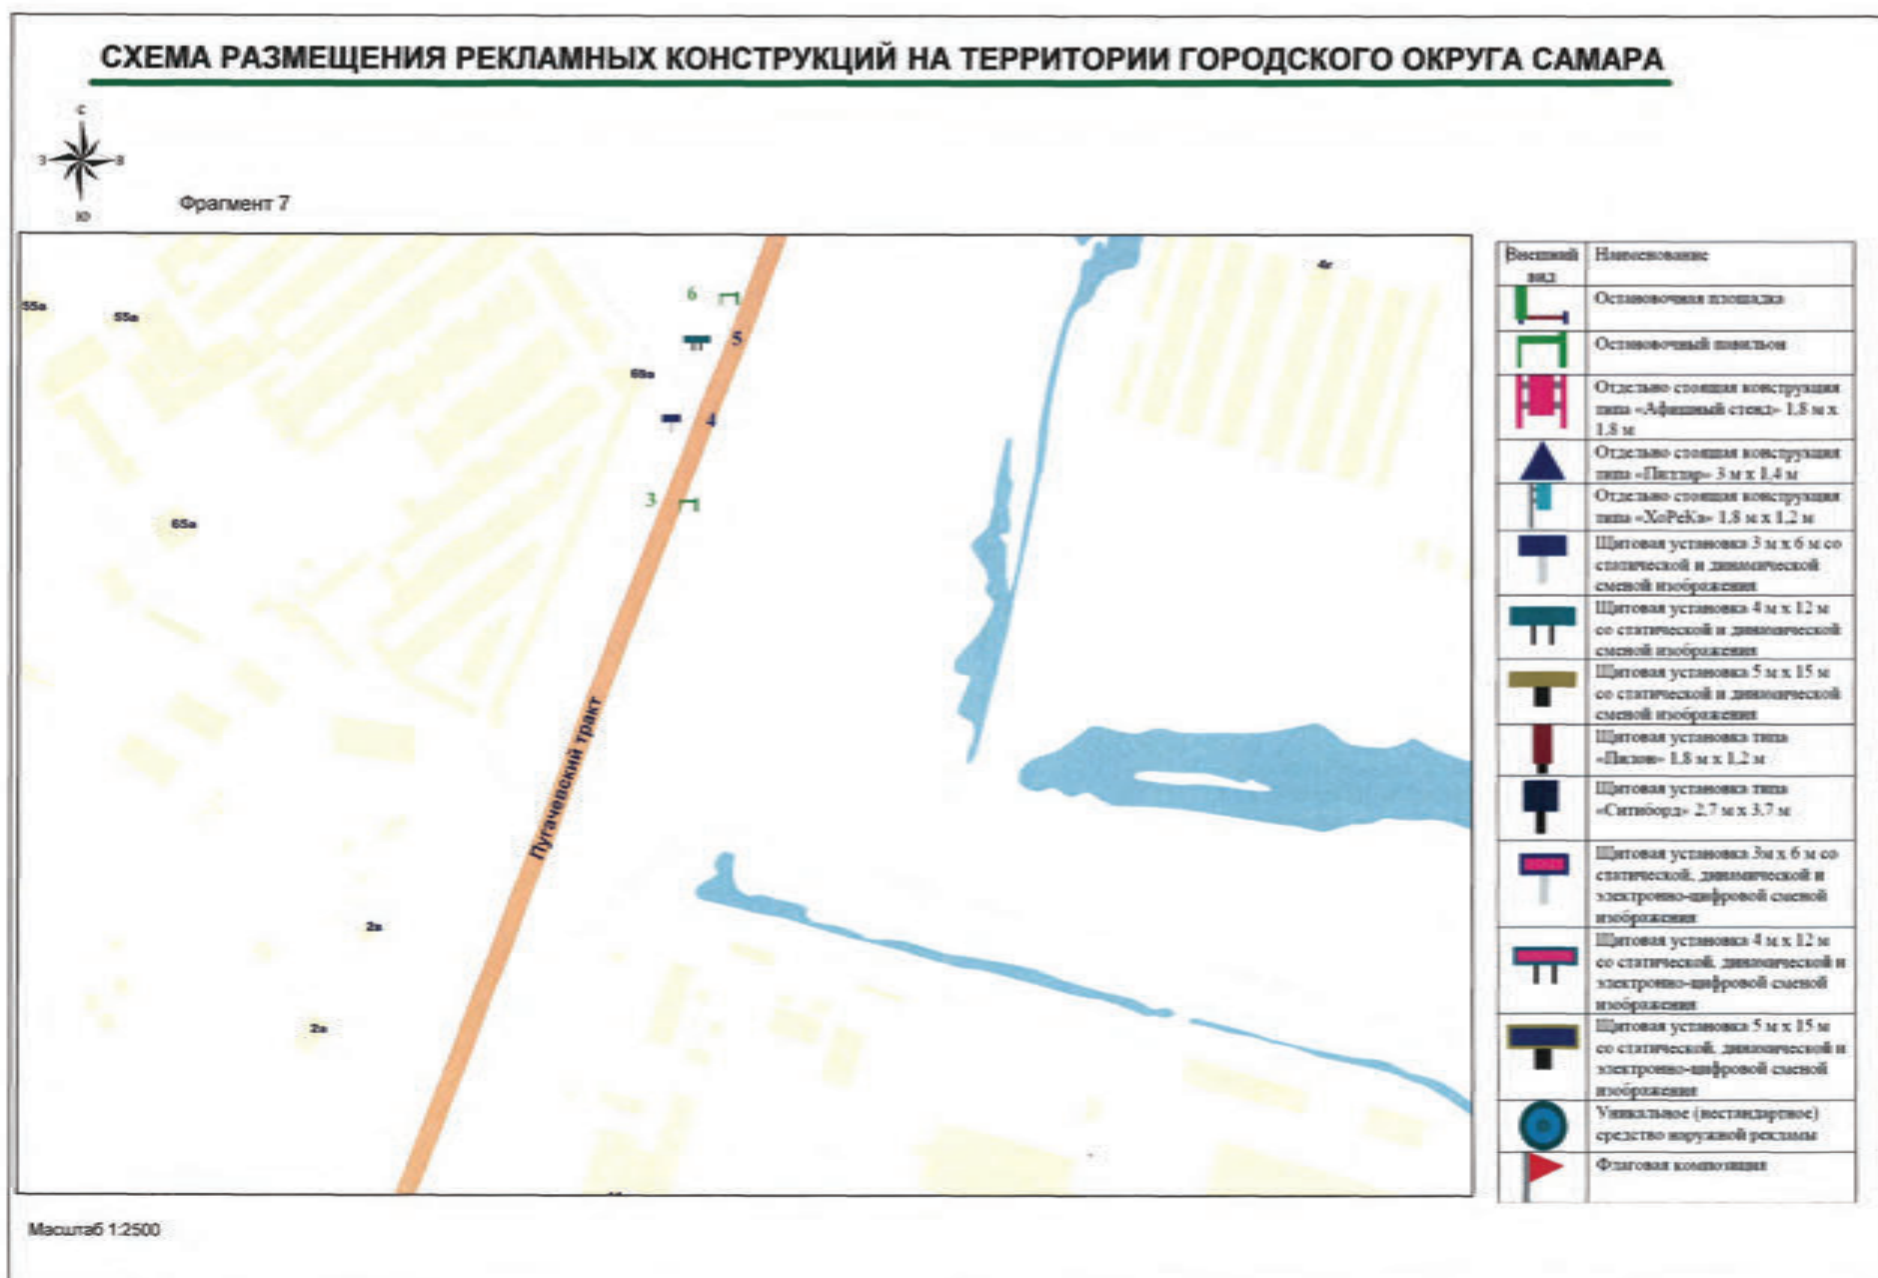 СХЕМА РАЗМЕЩЕНИЯ РЕКЛАМНЫХ КОНСТРУКЦИЙ НА ТЕРРИТОРИИ ГОРОДСКОГО ОКРУГА САМАРА
С
З В
Ю
Фрагмент 7
4г
6
55а
55а
5
65а
4
3
65а
Пугачевский тракт
2в
2а
Внешний вид Наименование
Остановочная площадка
Остановочный павильон
Отдельно стоящая конструкция
типа «Афишный стенд» 1,8 м х
1,8 м
Отдельно стоящая конструкция
типа «Пиллар» 3 м х 1,4 м
Отдельно стоящая конструкция
типа «ХоРеКа» 1,8 м х 1,2 м
Щитовая установка 3 м х 6 м со
статической и динамической
сменой изображения
Щитовая установка 4 м х 12 м
со статической и динамической
сменой изображения
Щитовая установка 5 м х 15 м
со статической и динамической
сменой изображения
Щитовая установка типа
«Пилон» 1,8 м х 1,2 м
Щитовая установка типа
«Ситиборд» 2,7 м х 3,7 м
Щитовая установка 3м х 6 м со
статической, динамической и
электронно-цифровой сменой
изображения
Щитовая установка 4 м х 12 м
со статической, динамической и
электронно-цифровой сменой
изображения
Щитовая установка 5 м х 15 м
со статической, динамической и
электронно-цифровой сменой
изображения
Уникальное (нестандартное)
средство наружной рекламы
Флаговая композиция
Масштаб 1:2500